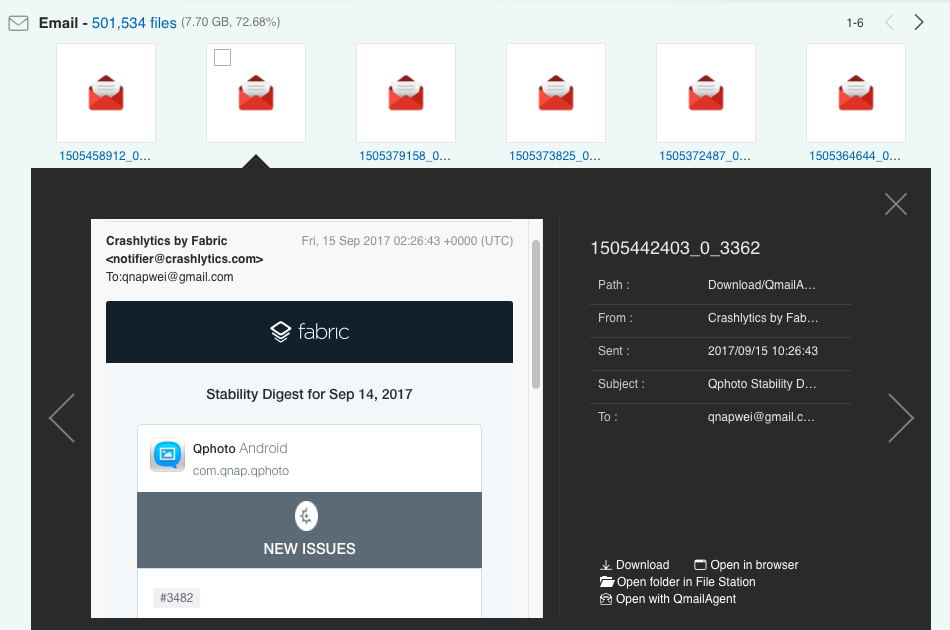 Email - 501,534 files (7.70 GB, 72.68%)
1-6
1505458912_0...
1505379158_0...
1505373825_0...
1505372487_0...
1505364644_0...
Crashlytics by Fabric
<notifier@crashlytics.com>
Fri, 15 Sep 2017 02:26:43 +0000 (UTC)
To:qnapwei@gmail.com
fabric
Stability Digest for Sep 14, 2017
Qphoto Android
com.qnap.qphoto
NEW ISSUES
#3482
1505442403_0_3362
Path : Download/QmailA...
From : Crashlytics by Fab...
Sent : 2017/09/15 10:26:43
Subject : Qphoto Stability D...
To : qnapwei@gmail.c...
Download Open in browser
Open folder in File Station
Open with QmailAgent